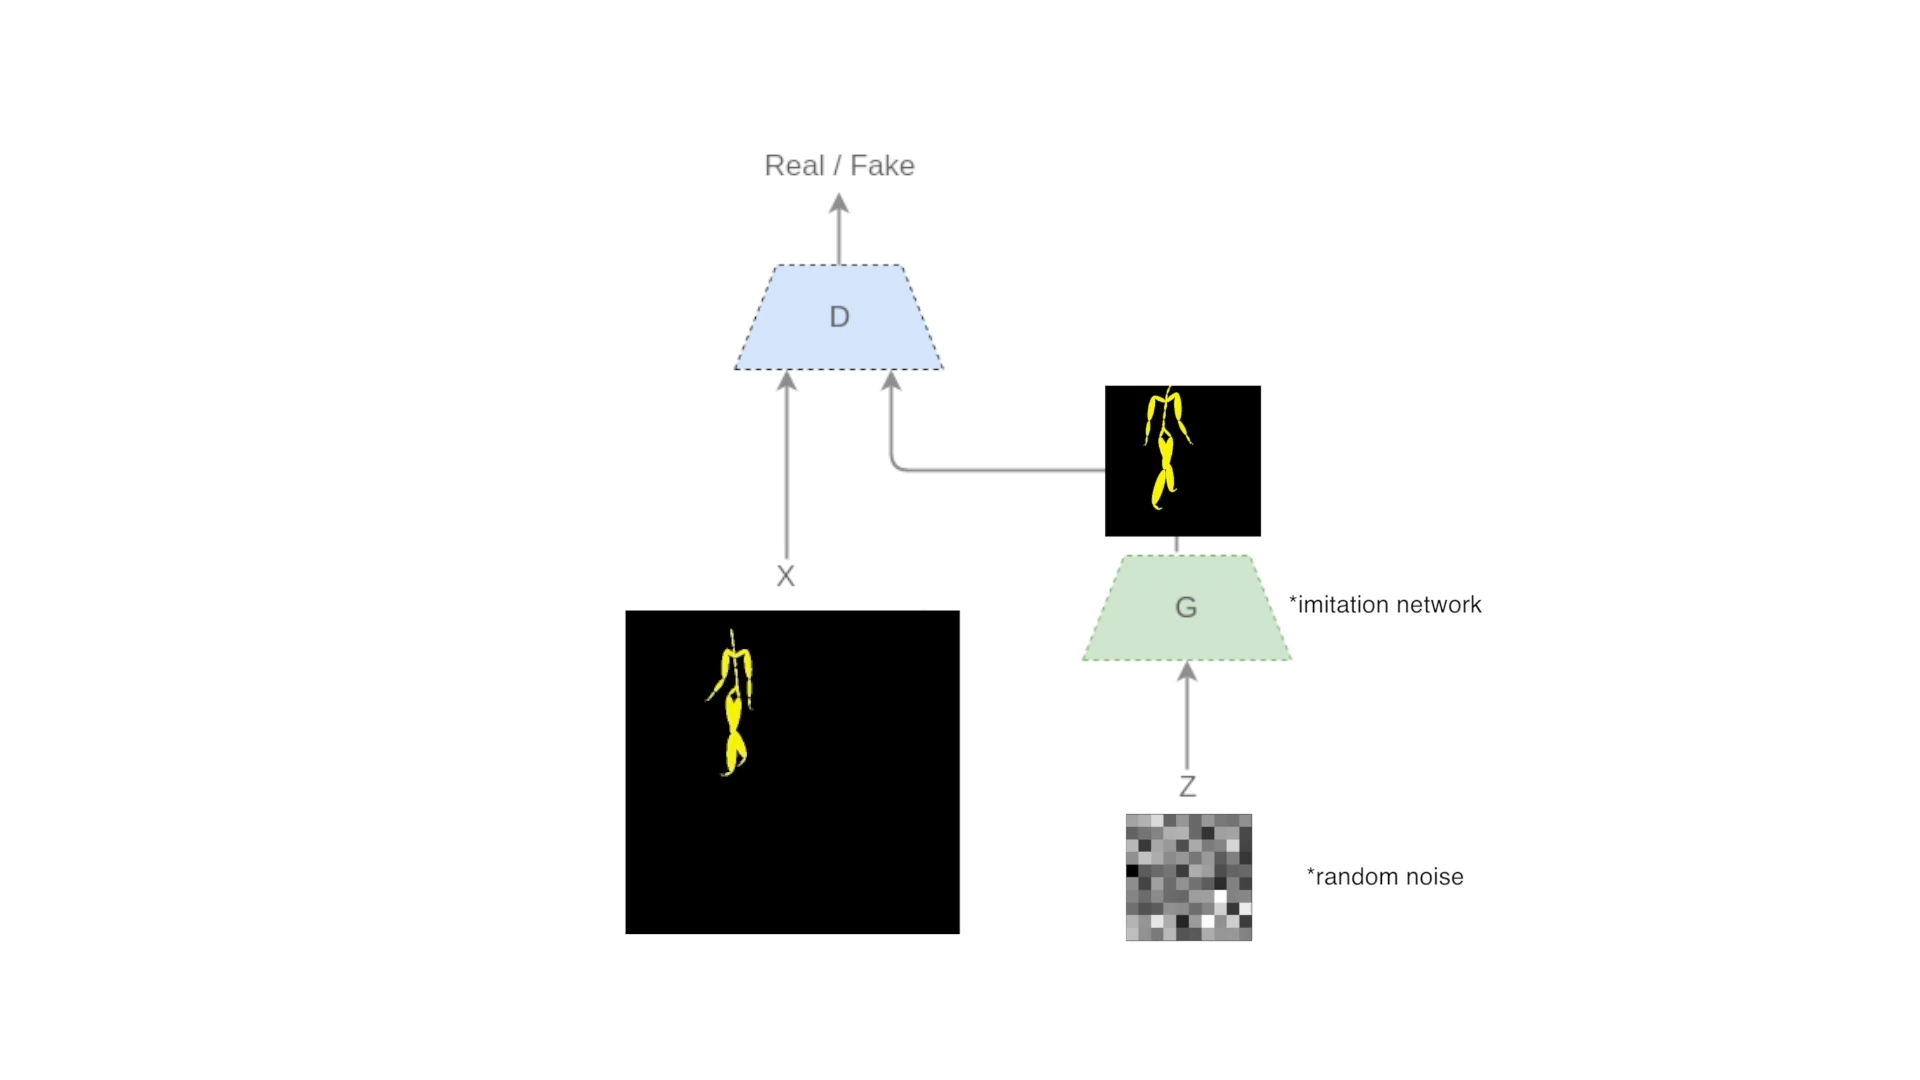 Real / Fake
D
X
G
*imitation network
Z
*random noise